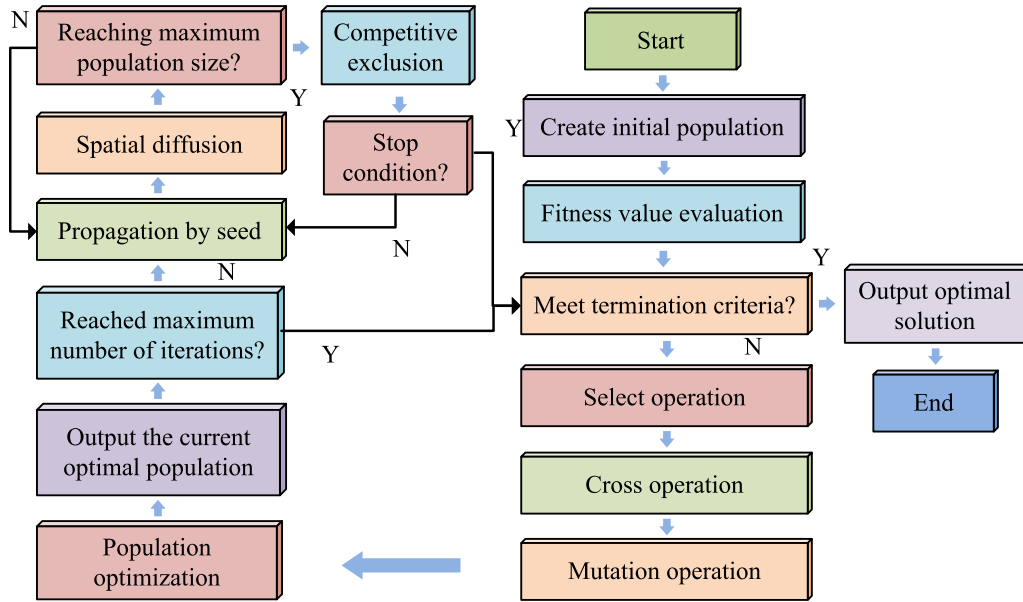 N
Reaching maximum
population size?
Y
Competitive
exclusion
Spatial diffusion
Stop
condition?
Propagation by seed
N
N
Reached maximum
number of iterations?
Y
Output the current
optimal population
Population
optimization
Start
Y
Create initial population
Fitness value evaluation
Meet termination criteria?
Y
N
Output optimal
solution
End
Select operation
Cross operation
Mutation operation